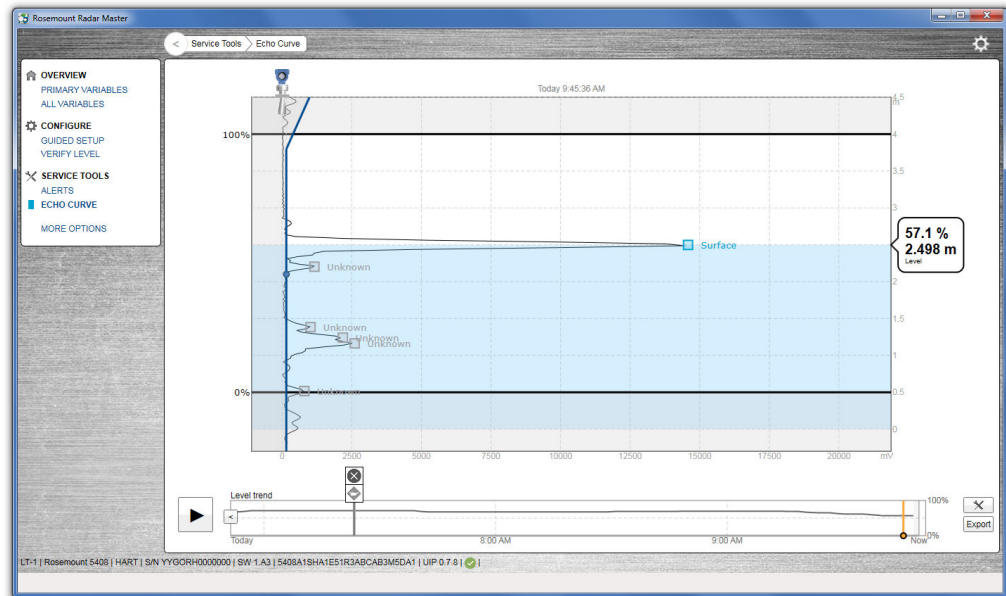 Rosemount Radar Master
< Service Tools Echo Curve
OVERVIEW
PRIMARY VARIABLES
ALL VARIABLES
CONFIGURE
GUIDED SETUP
VERIFY LEVEL
SERVICE TOOLS
ALERTS
ECHO CURVE
MORE OPTIONS
Today 9:45:36 AM
4.5
m
100%
4
3.5
3
Surface
57.1 %
2.498 m
Level
Unknown
2
1.5
Unknown
Unknown
Unknown
1
0%
Unknown
0.5
0
0 2500 5000 7500 10000 12500 15000 17500 20000 mV
Level trend
100%
<
Export
0%
Today 8:00 AM 9:00 AM Now
LT-1 | Rosemount 5408 | HART | S/N YYGORH0000000 | SW 1.A3 | 5408A1SHA1E51R3ABCAB3M5DA1 | UIP 0.7.8 | |